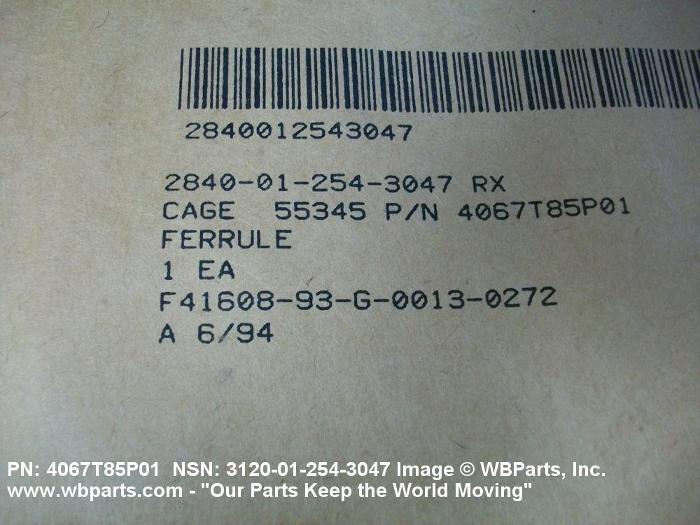 2840012543047
2840-01-254-3047 RX
CAGE 55345 P/N 4067T85P01
FERRULE
1 EA
F41608-93-G-0013-0272
A 6/94
PN: 4067T85P01 NSN: 3120-01-254-3047 Image © WBParts, Inc.
www.wbparts.com - "Our Parts Keep the World Moving"